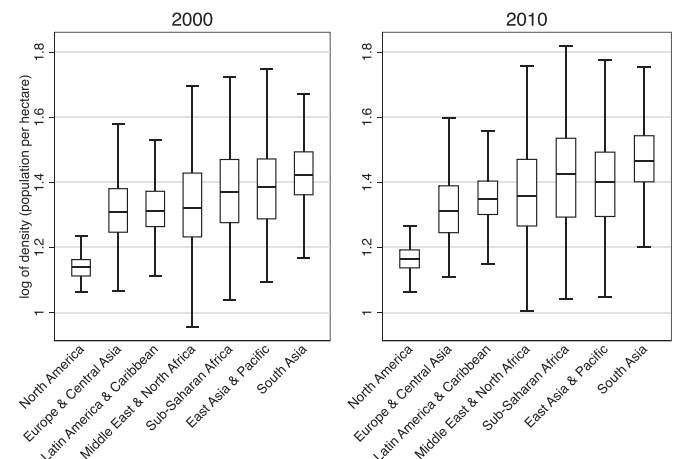 2000
2010
log of density (population per hectare)
1.8
1.6
1.4
1.2
1
1.8
1.6
1.4
1.2
1
North America
Europe & Central Asia
Latin America & Caribbean
Middle East & North Africa
Sub-Saharan Africa
East Asia & Pacific
South Asia
North America
Europe & Central Asia
Latin America & Caribbean
Middle East & North Africa
Sub-Saharan Africa
East Asia & Pacific
South Asia